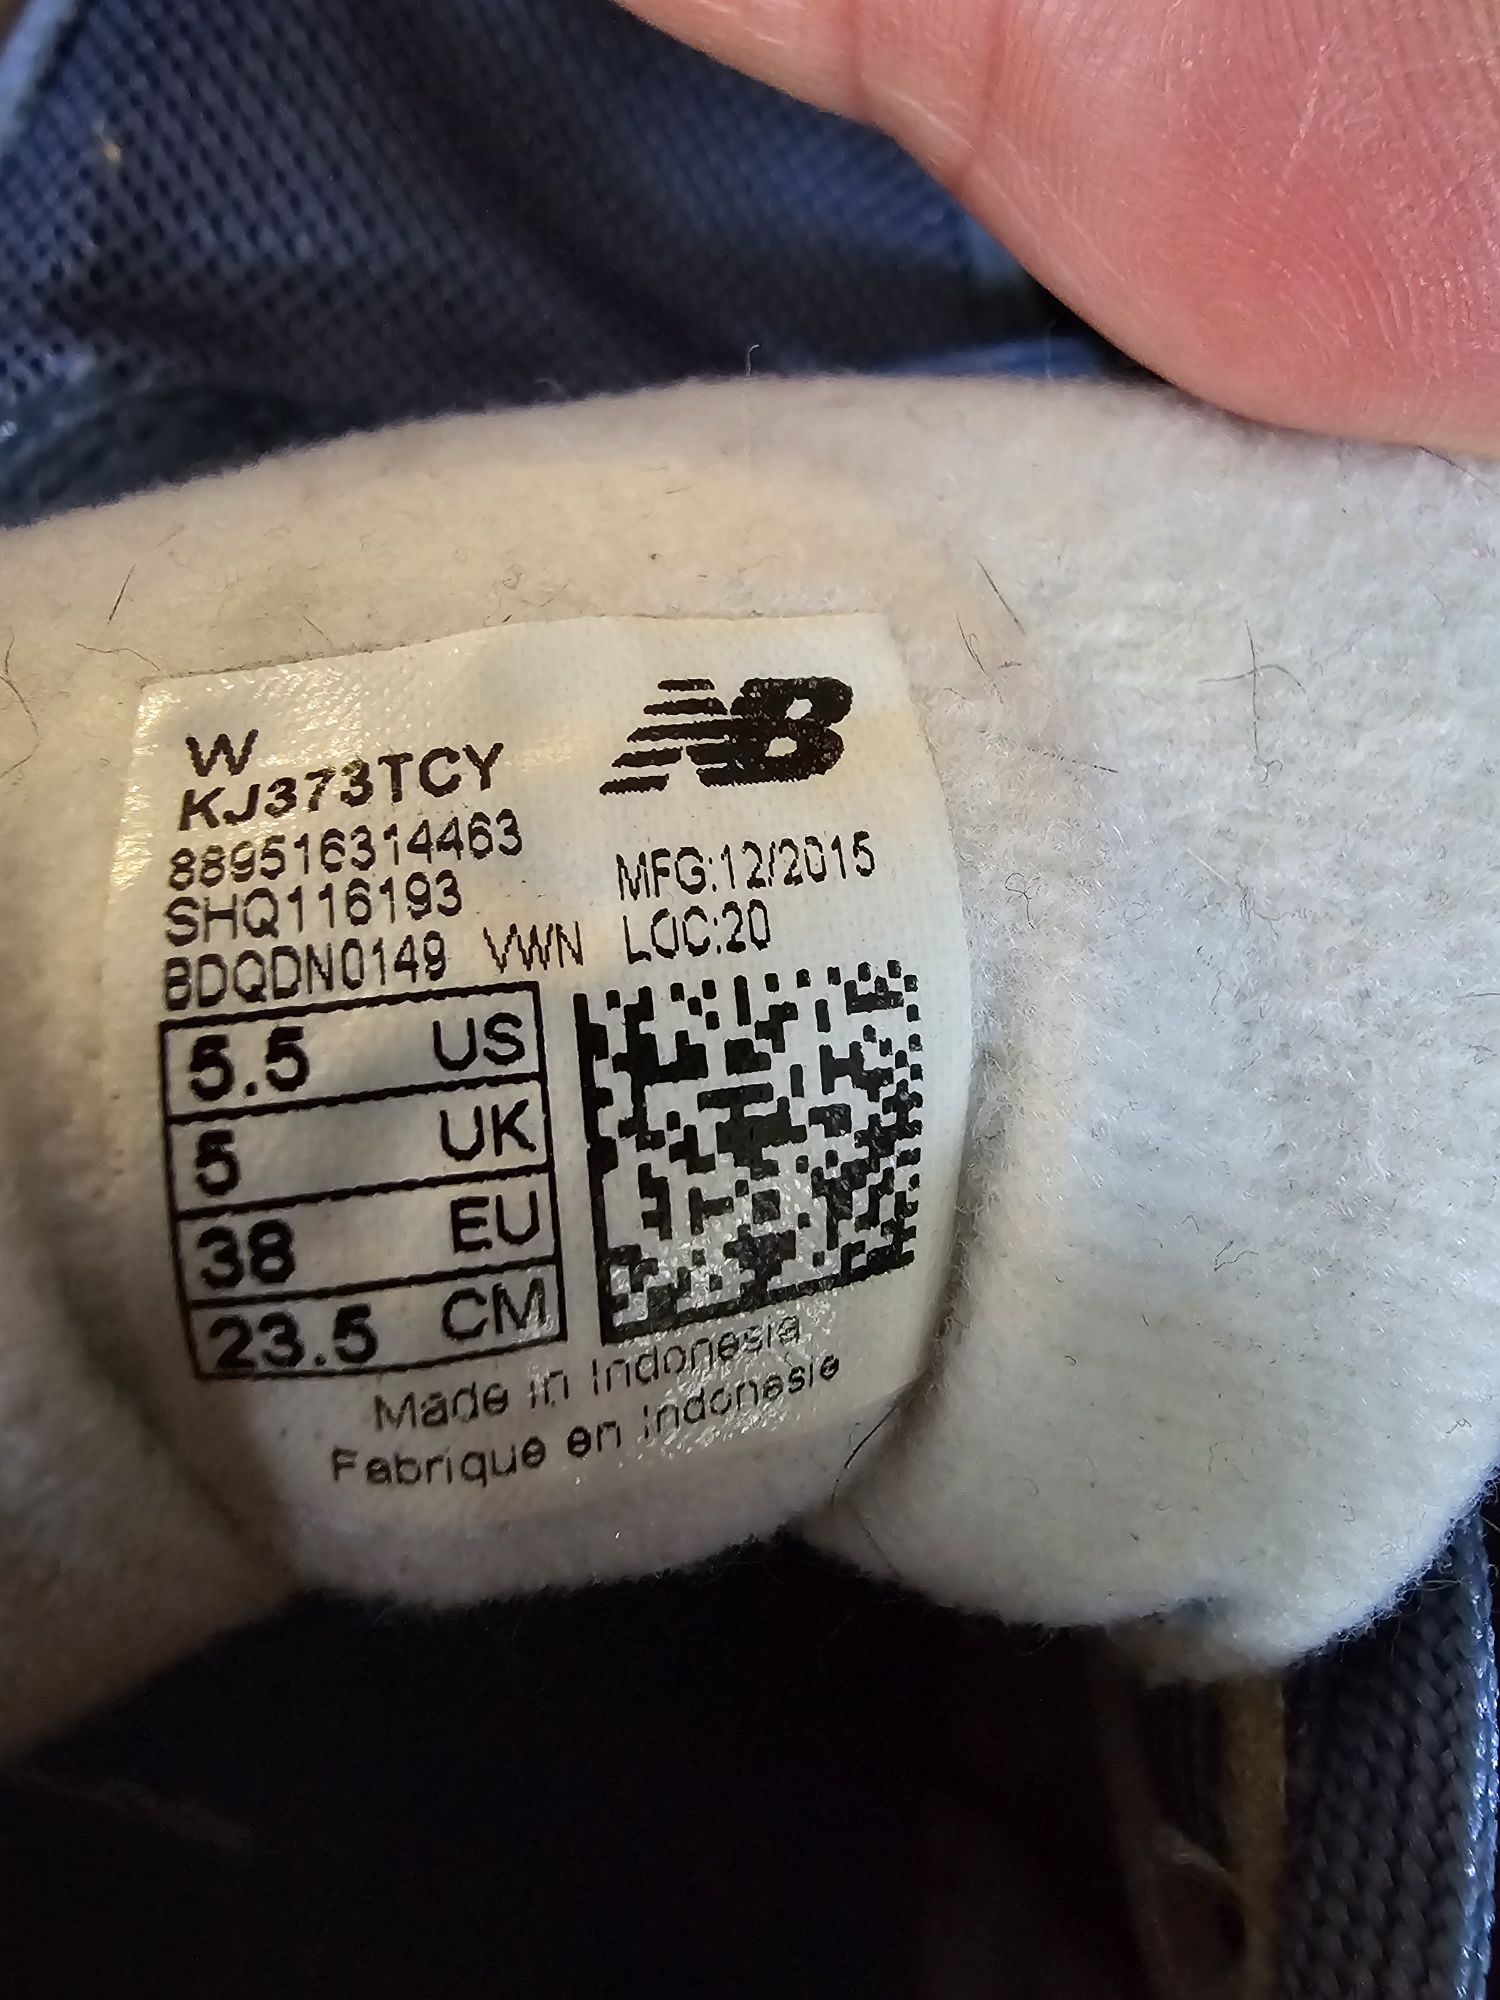 W
KJ373TCY
889516314463
SHQ116193
BDQDN0149 VWN
NB
MFG:12/2015
LOC:20
5.5 US
5 UK
38 EU
23.5 CM
Made in Indonesia
Fabrique en Indonesie